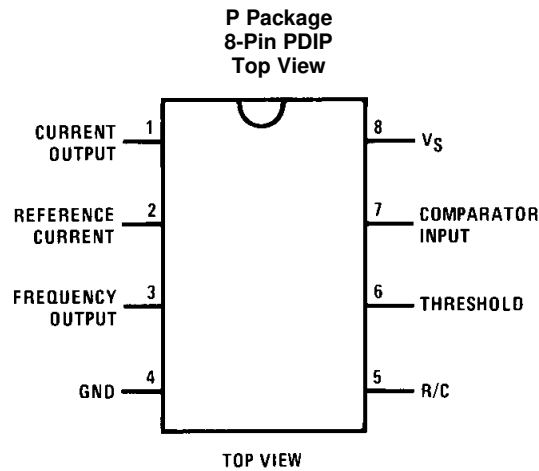 P Package
8-Pin PDIP
Top View
CURRENT
OUTPUT
1
8
VS
REFERENCE
CURRENT
2
7
COMPARATOR
INPUT
FREQUENCY
OUTPUT
3
6
THRESHOLD
GND
4
5
R/C
TOP VIEW